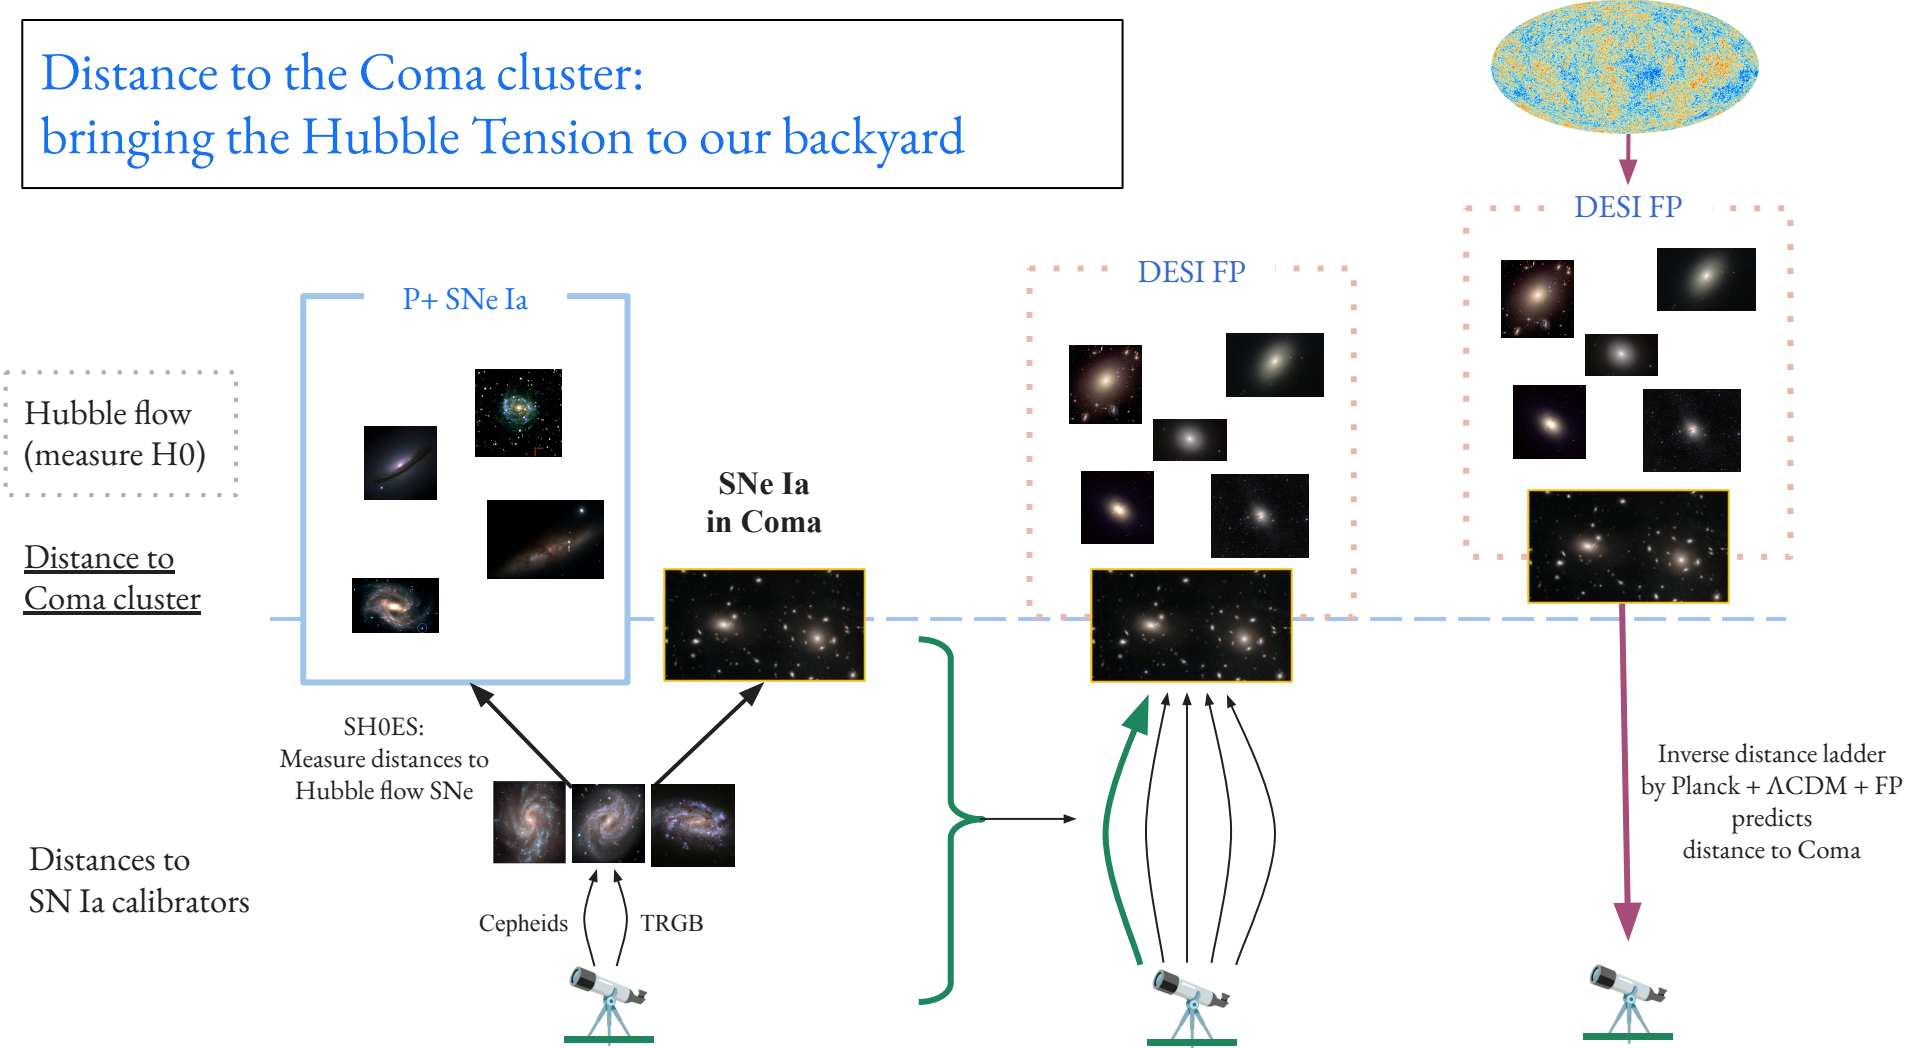 Distance to the Coma cluster:
bringing the Hubble Tension to our backyard
DESI FP
DESI FP
P+ SNe Ia
Hubble flow
(measure H0)
SNe Ia
in Coma
Distance to
Coma cluster
SH0ES:
Measure distances to
Hubble flow SNe
Inverse distance ladder
by Planck + ΛCDM + FP
predicts
distance to Coma
Distances to
SN Ia calibrators
Cepheids
TRGB